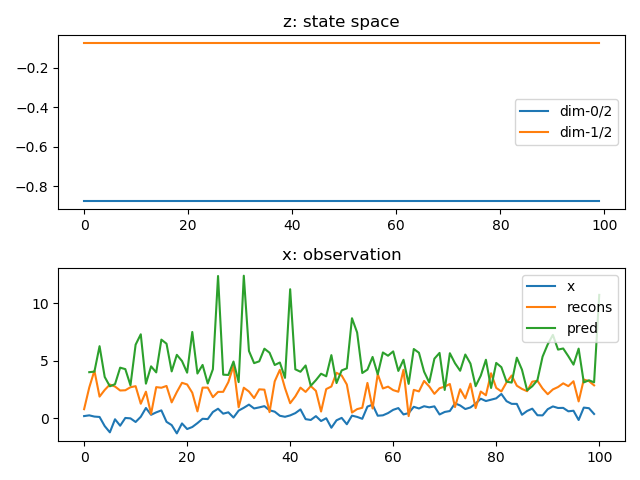 z: state space
−0.2
−0.4
−0.6
−0.8
dim-0/2
dim-1/2
0 20 40 60 80 100
x: observation
10
5
0
x
recons
pred
0 20 40 60 80 100